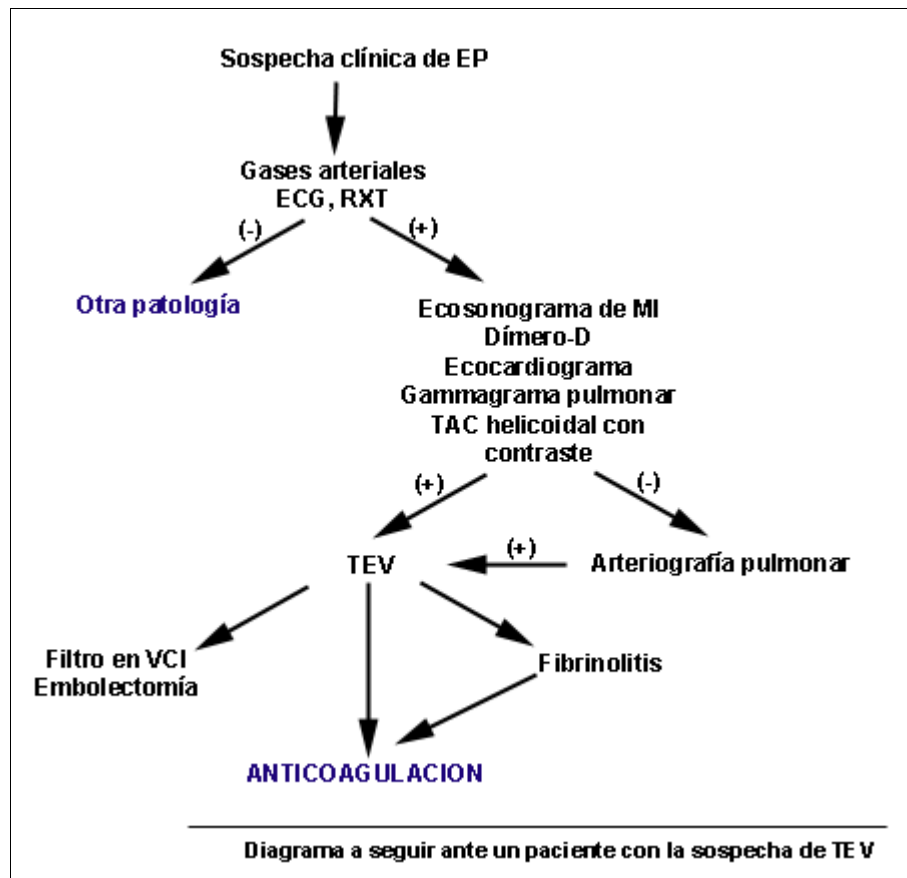 Sospecha clínica de EP
Gases arteriales
ECG, RXT
(-)
(+)
Otra patología
Ecosonograma de MI
Dímero-D
Ecocardiograma
Gammagrama pulmonar
TAC helicoidal con
contraste
(+)
(-)
TEV
(+)
Arteriografía pulmonar
Filtro en VCI
Embolectomía
Fibrinolitis
ANTICOAGULACION
Diagrama a seguir ante un paciente con la sospecha de TEV